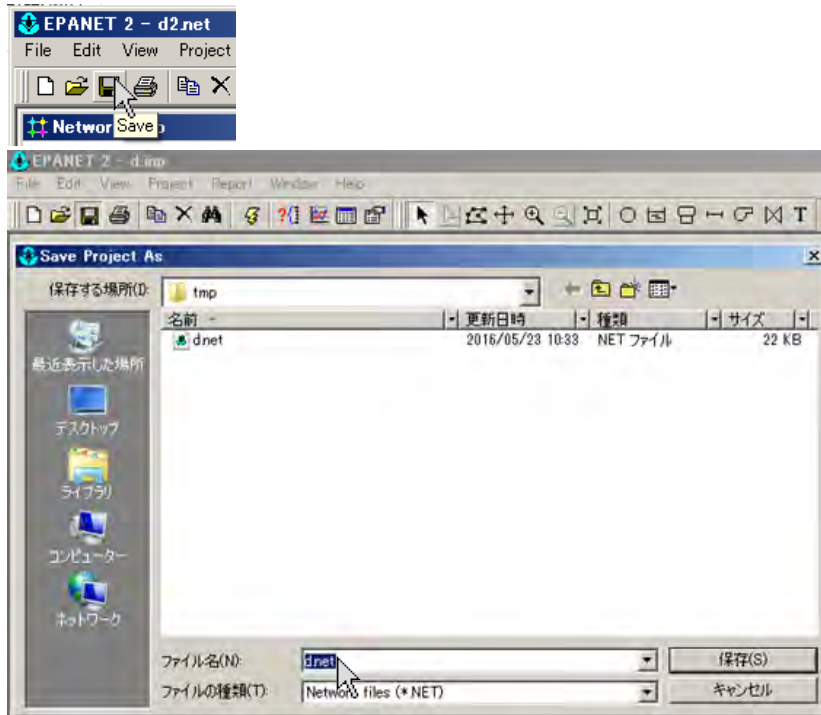 EPANET 2 - d2.net
File Edit View Project
Save
EPANET 2 - d.inp
File Edit View Project Report Window Help
T
Save Project As
保存する場所(I):
tmp
名前 更新日時 種類 サイズ
d.net 2016/05/23 10:33 NET ファイル 22 KB
最近表示した場所
デスクトップ
ライブラリ
コンピューター
ネットワーク
ファイル名(N): d.net 保存(S)
ファイルの種類(T): Network files (*.NET) キャンセル